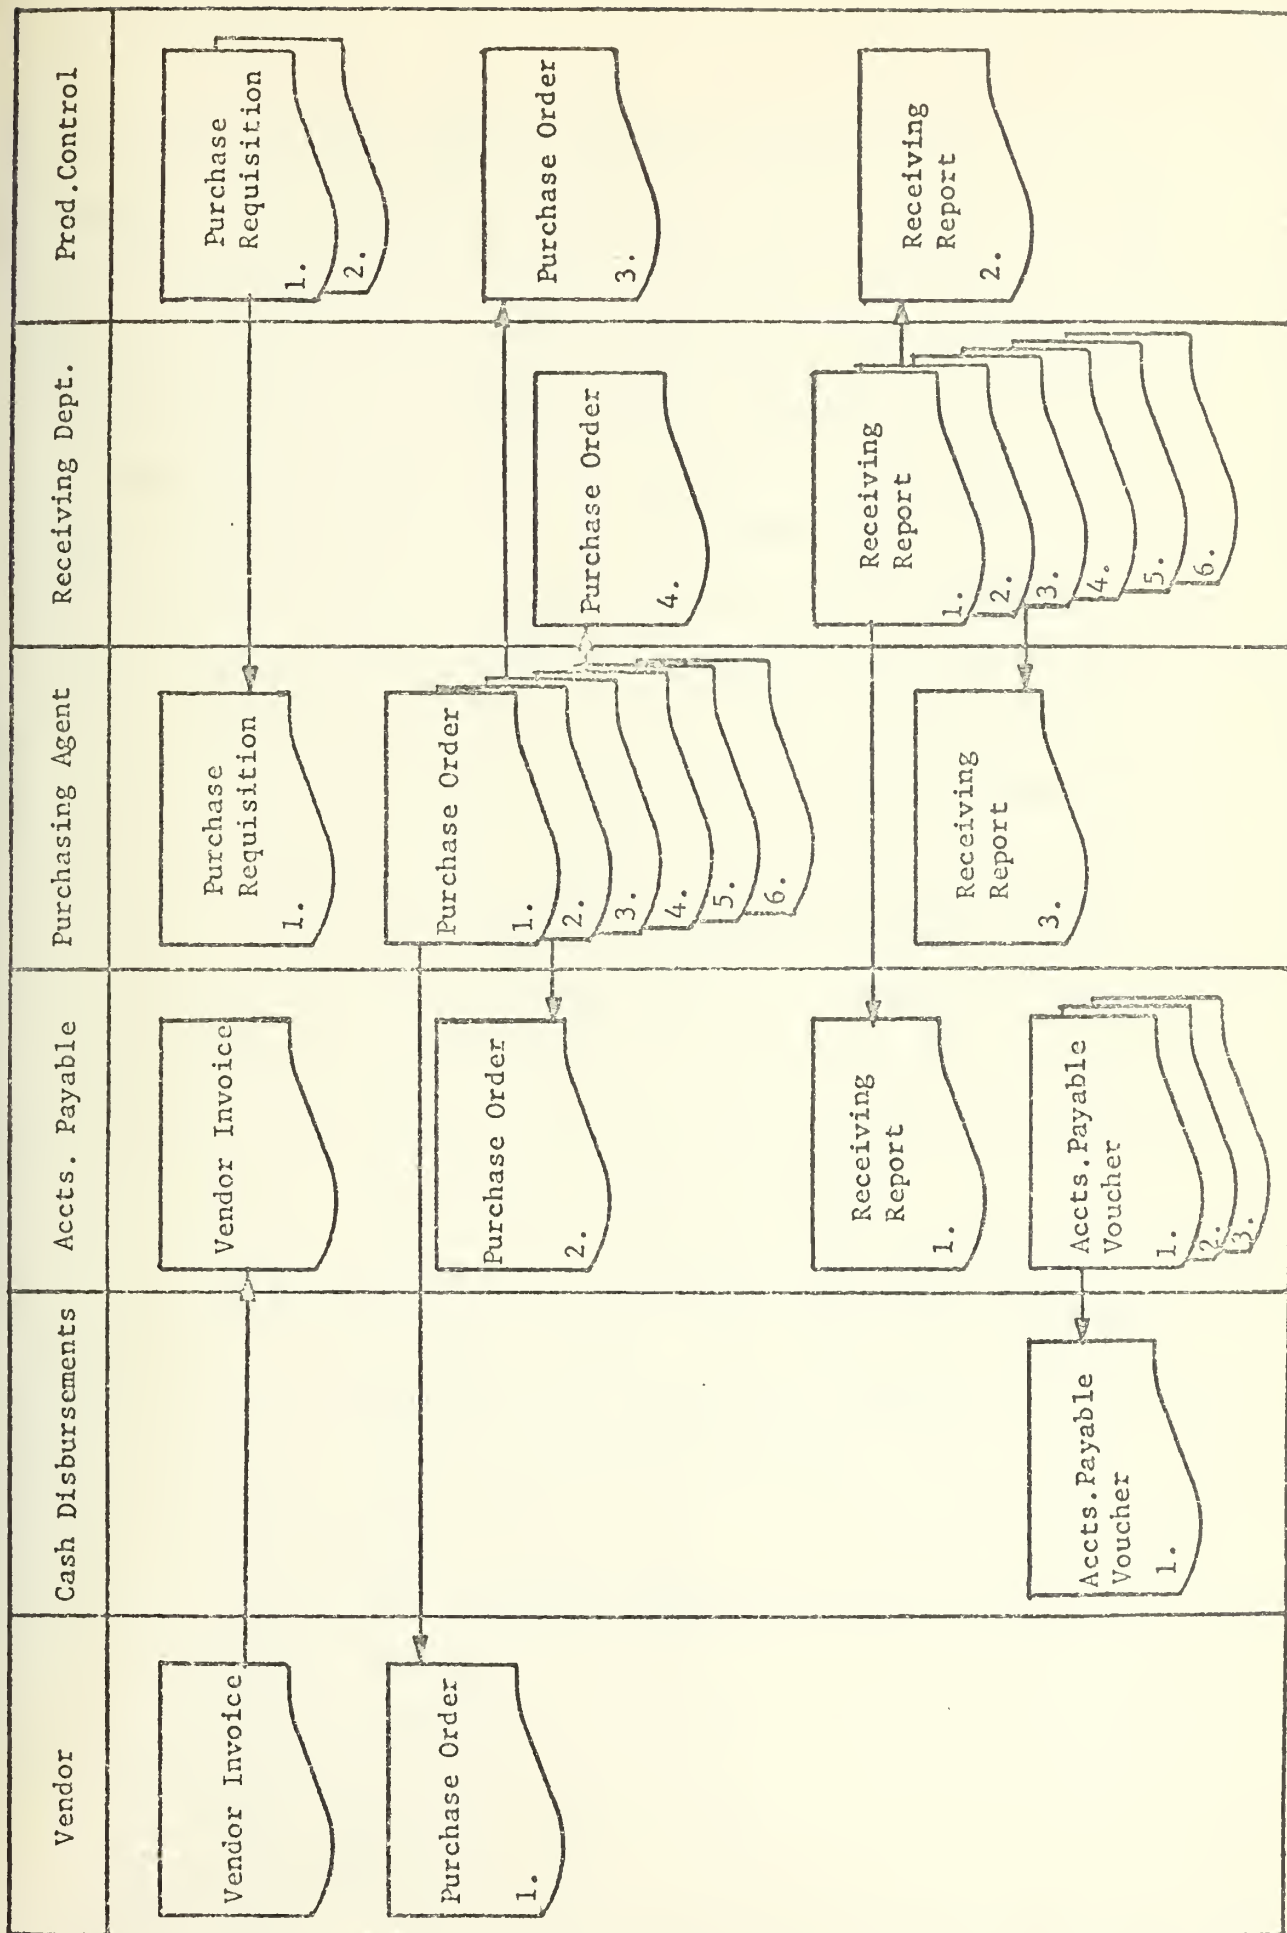 Vendor
Cash Disbursements
Accts. Payable
Purchasing Agent
Receiving Dept.
Prod.Control
Vendor Invoice
Purchase Order
1.
Accts.Payable
Voucher
1.
Vendor Invoice
Purchase Order
2.
Receiving
Report
1.
Accts.Payable
Voucher
1.
2.
3.
Purchase
Requisition
1.
Purchase Order
1.
2.
3.
4.
5.
6.
Receiving
Report
3.
Purchase Order
4.
Receiving
Report
1.
2.
3.
4.
5.
6.
Purchase
Requisition
1.
2.
Purchase Order
3.
Receiving
Report
2.